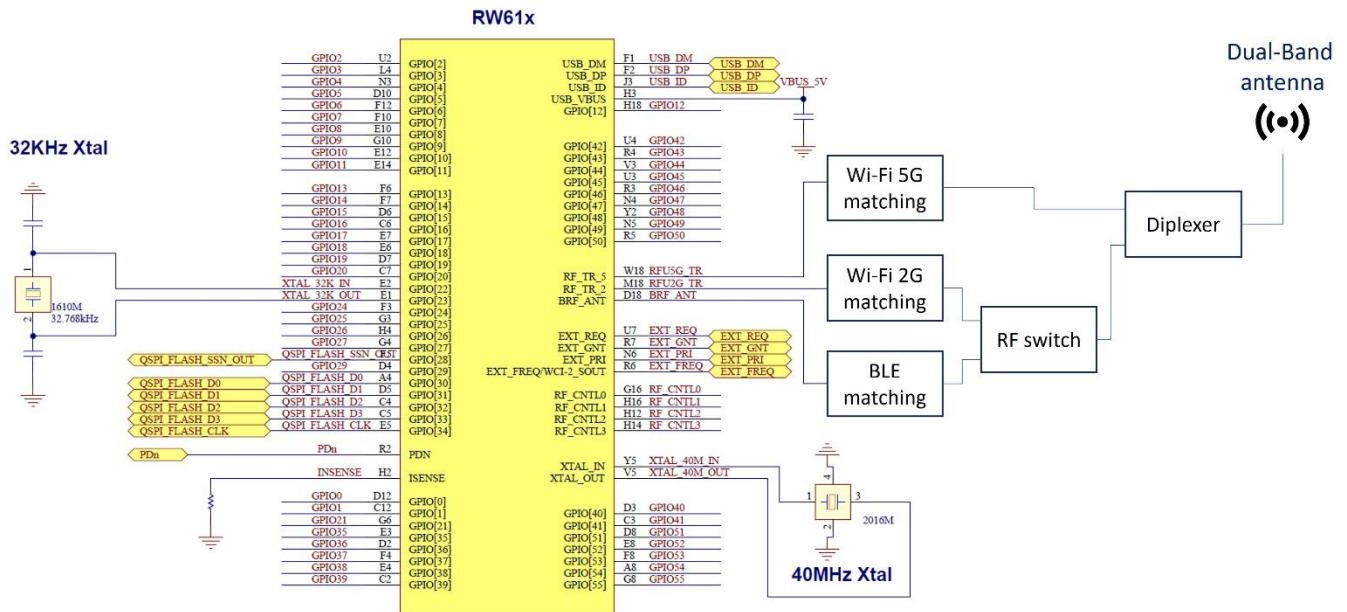 RW61x
Dual-Band
antenna
32KHz Xtal
GPIO2 U2 GPIO[2]
GPIO3 L4 GPIO[3]
GPIO4 N3 GPIO[4]
GPIO5 D10 GPIO[5]
GPIO6 F12 GPIO[6]
GPIO7 F10 GPIO[7]
GPIO8 E10 GPIO[8]
GPIO9 G10 GPIO[9]
GPIO10 E12 GPIO[10]
GPIO11 E14 GPIO[11]
GPIO13 F6 GPIO[13]
GPIO14 F7 GPIO[14]
GPIO15 D6 GPIO[15]
GPIO16 C6 GPIO[16]
GPIO17 E7 GPIO[17]
GPIO18 E6 GPIO[18]
GPIO19 D7 GPIO[19]
GPIO20 C7 GPIO[20]
XTAL_32K_IN E2 GPIO[22]
XTAL_32K_OUT E1 GPIO[23]
GPIO24 F3 GPIO[24]
GPIO25 G3 GPIO[25]
GPIO26 H4 GPIO[26]
GPIO27 G4 GPIO[27]
QSPI_FLASH_SSN_OUT QSPI_FLASH_SSN_OUT F5 GPIO[28]
GPIO29 D4 GPIO[29]
QSPI_FLASH_D0 QSPI_FLASH_D0 A4 GPIO[30]
QSPI_FLASH_D1 QSPI_FLASH_D1 D5 GPIO[31]
QSPI_FLASH_D2 QSPI_FLASH_D2 C4 GPIO[32]
QSPI_FLASH_D3 QSPI_FLASH_D3 C5 GPIO[33]
QSPI_FLASH_CLK QSPI_FLASH_CLK E5 GPIO[34]
PDn PDn R2 PDN
INSENSE H2 ISENSE
GPIO0 D12 GPIO[0]
GPIO1 C12 GPIO[1]
GPIO21 G6 GPIO[21]
GPIO35 E3 GPIO[35]
GPIO36 D2 GPIO[36]
GPIO37 F4 GPIO[37]
GPIO38 E4 GPIO[38]
GPIO39 C2 GPIO[39]
1
1610M
32.768kHz
2
USB_DM F1 USB_DM USB_DM
USB_DP F2 USB_DP USB_DP
USB_ID J3 USB_ID USB_ID
USB_VBUS H3 VBUS_5V
GPIO[12] H18 GPIO12
GPIO[42] U4 GPIO42
GPIO[43] R4 GPIO43
GPIO[44] V3 GPIO44
GPIO[45] U3 GPIO45
GPIO[46] R3 GPIO46
GPIO[47] N4 GPIO47
GPIO[48] Y2 GPIO48
GPIO[49] N5 GPIO49
GPIO[50] R5 GPIO50
RF_TR_5 W18 RFU5G_TR
RF_TR_2 M18 RFU2G_TR
BRF_ANT D18 BRF_ANT
EXT_REQ U7 EXT_REQ EXT_REQ
EXT_GNT R7 EXT_GNT EXT_GNT
EXT_PRI N6 EXT_PRI EXT_PRI
EXT_FREQ/WCI-2_SOUT R6 EXT_FREQ EXT_FREQ
RF_CNTL0 G16 RF_CNTL0
RF_CNTL1 H16 RF_CNTL1
RF_CNTL2 H12 RF_CNTL2
RF_CNTL3 H14 RF_CNTL3
XTAL_IN Y5 XTAL_40M_IN
XTAL_OUT V5 XTAL_40M_OUT
GPIO[40] D3 GPIO40
GPIO[41] C3 GPIO41
GPIO[51] D8 GPIO51
GPIO[52] E8 GPIO52
GPIO[53] F8 GPIO53
GPIO[54] A8 GPIO54
GPIO[55] G8 GPIO55
Wi-Fi 5G
matching
Wi-Fi 2G
matching
BLE
matching
RF switch
Diplexer
4
1 3
2
2016M
40MHz Xtal